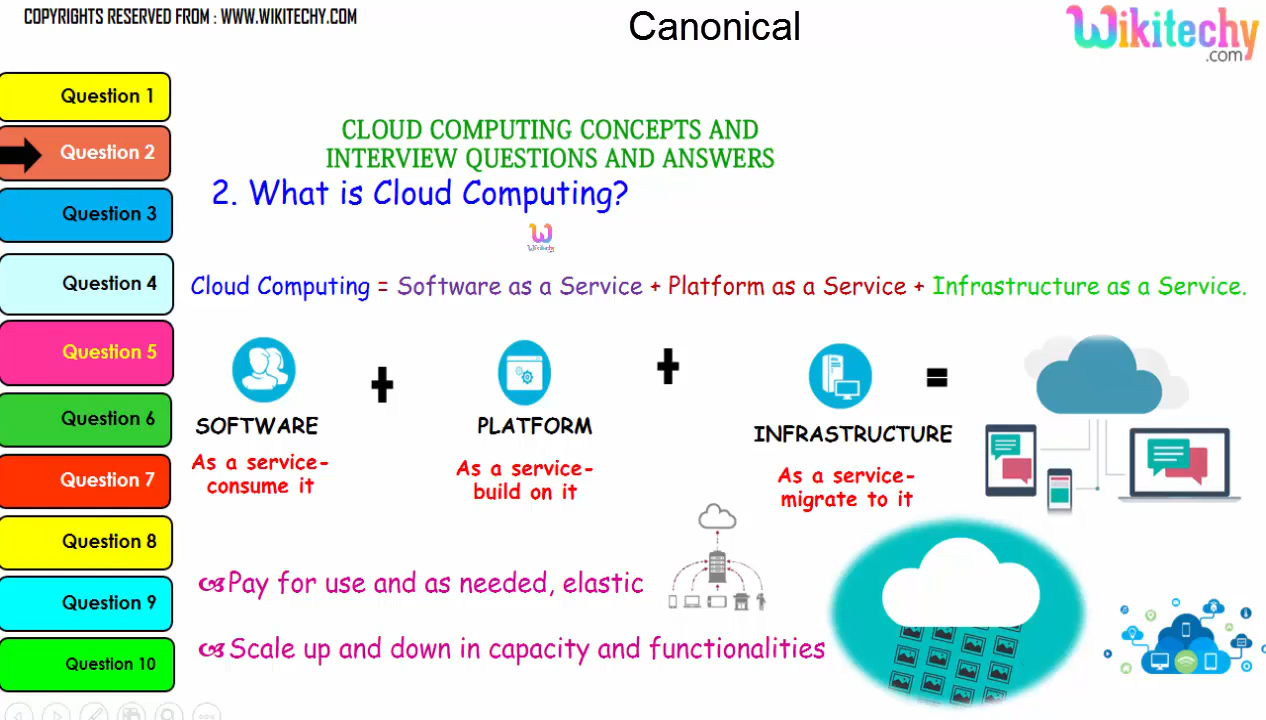 COPYRIGHTS RESERVED FROM : WWW.WIKITECHY.COM
Canonical
Wikitechy
.com
Question 1
Question 2
Question 3
Question 4
Question 5
Question 6
Question 7
Question 8
Question 9
Question 10
CLOUD COMPUTING CONCEPTS AND
INTERVIEW QUESTIONS AND ANSWERS
2. What is Cloud Computing?
W
Wikitechy
Cloud Computing = Software as a Service + Platform as a Service + Infrastructure as a Service.
+
+
=
SOFTWARE
As a service-
consume it
PLATFORM
As a service-
build on it
INFRASTRUCTURE
As a service-
migrate to it
Pay for use and as needed, elastic
Scale up and down in capacity and functionalities